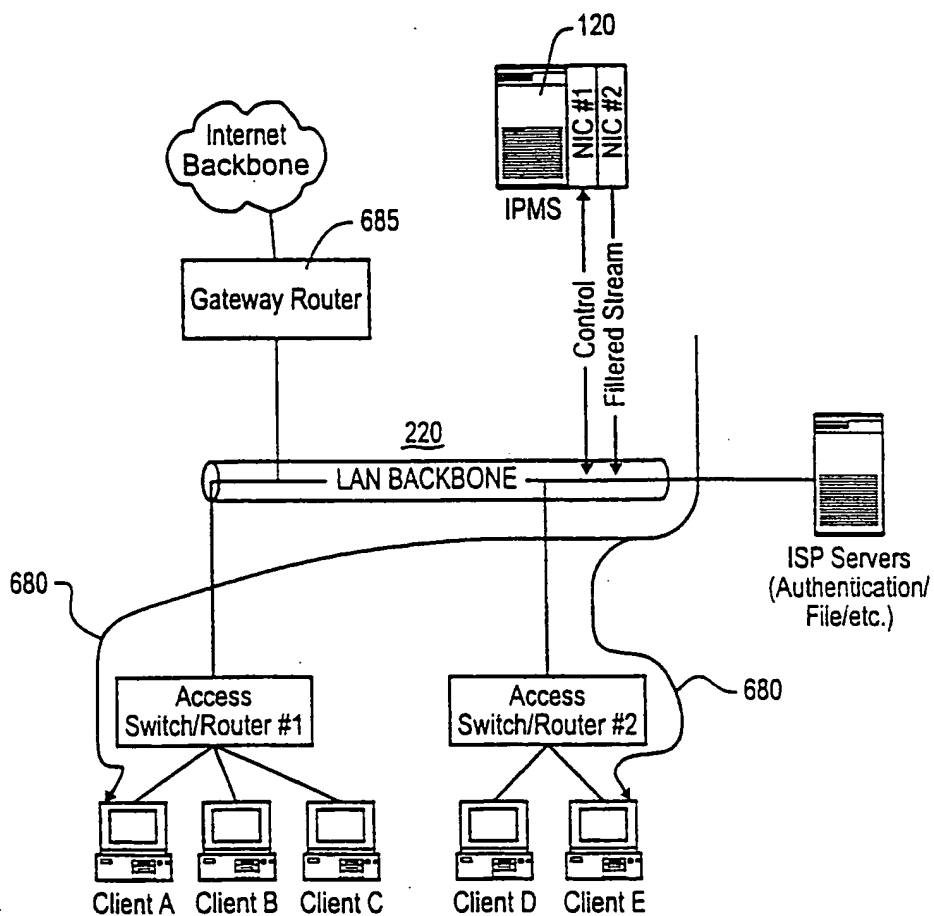 120
NIC #1
NIC #2
IPMS
Internet
Backbone
685
Gateway Router
Control
Filtered Stream
220
LAN BACKBONE
ISP Servers
(Authentication/
File/etc.)
680
680
Access
Switch/Router #1
Access
Switch/Router #2
Client A
Client B
Client C
Client D
Client E